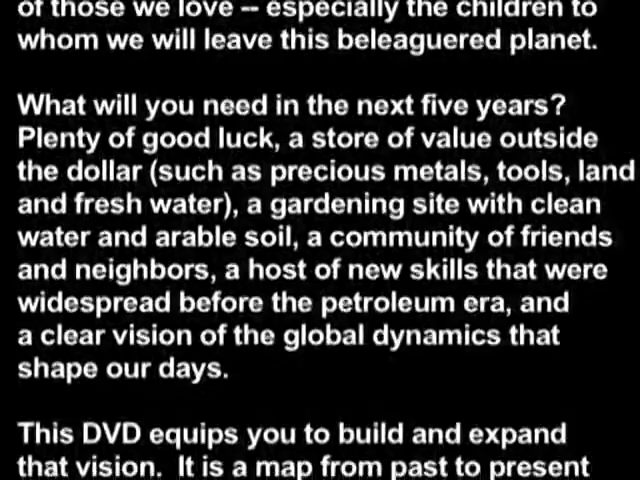 of those we love -- especially the children to
whom we will leave this beleaguered planet.
What will you need in the next five years?
Plenty of good luck, a store of value outside
the dollar (such as precious metals, tools, land
and fresh water), a gardening site with clean
water and arable soil, a community of friends
and neighbors, a host of new skills that were
widespread before the petroleum era, and
a clear vision of the global dynamics that
shape our days.
This DVD equips you to build and expand
that vision.  It is a map from past to present